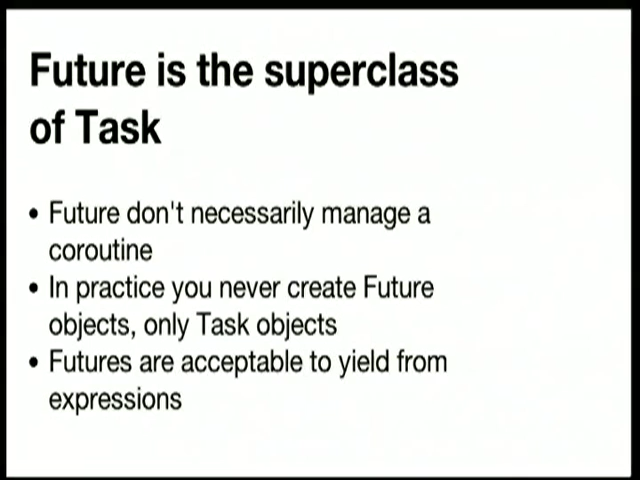 Future is the superclass
of Task
• Future don't necessarily manage a
coroutine
• In practice you never create Future
objects, only Task objects
• Futures are acceptable to yield from
expressions